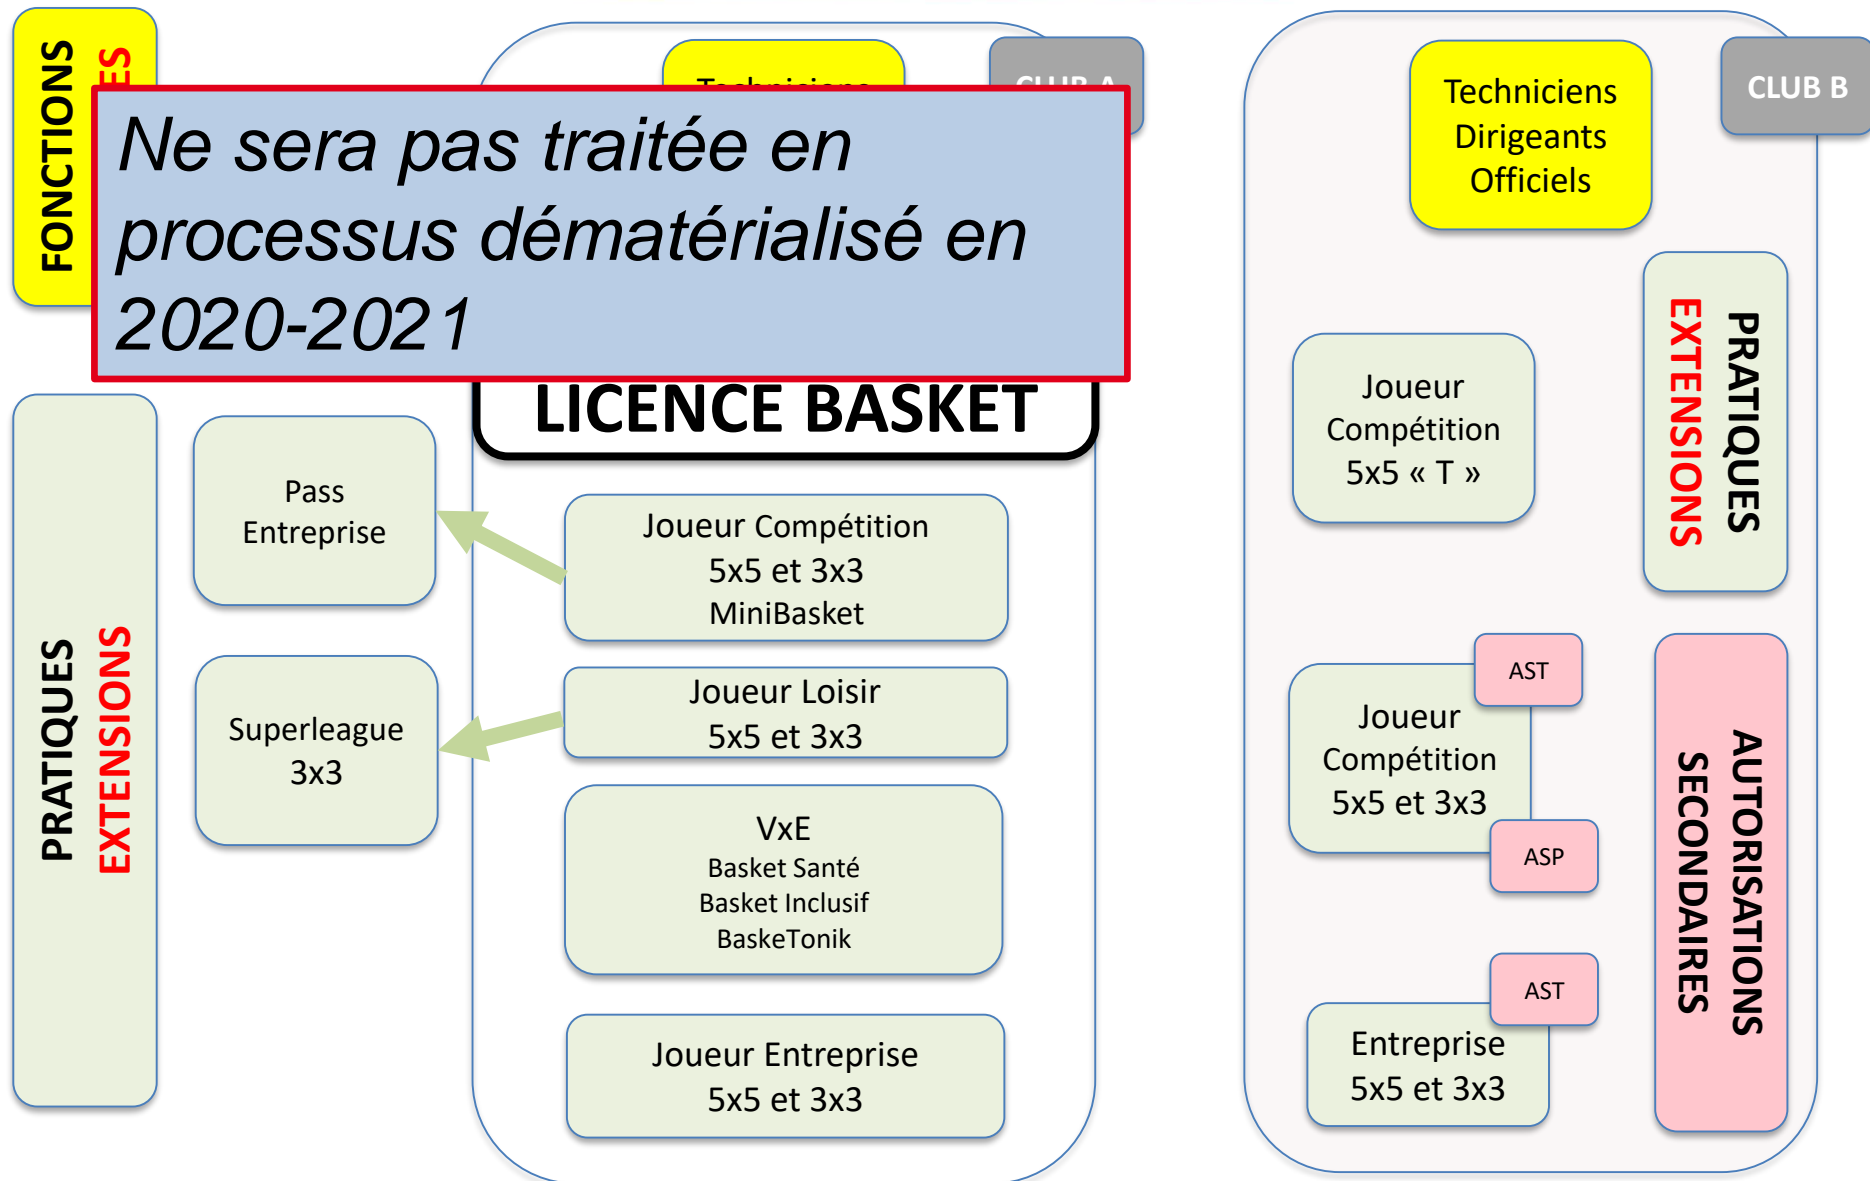 FONCTIONS
Techniciens
CLUB A
Ne sera pas traitée en
processus dématérialisé en
2020-2021
LICENCE BASKET
PRATIQUES
EXTENSIONS
Pass
Entreprise
Superleague
3x3
Joueur Compétition
5x5 et 3x3
MiniBasket
Joueur Loisir
5x5 et 3x3
VxE
Basket Santé
Basket Inclusif
BaskeTonik
Joueur Entreprise
5x5 et 3x3
CLUB B
Techniciens
Dirigeants
Officiels
PRATIQUES
EXTENSIONS
Joueur
Compétition
5x5 « T »
AST
Joueur
Compétition
5x5 et 3x3
ASP
AUTORISATIONS
SECONDAIRES
AST
Entreprise
5x5 et 3x3